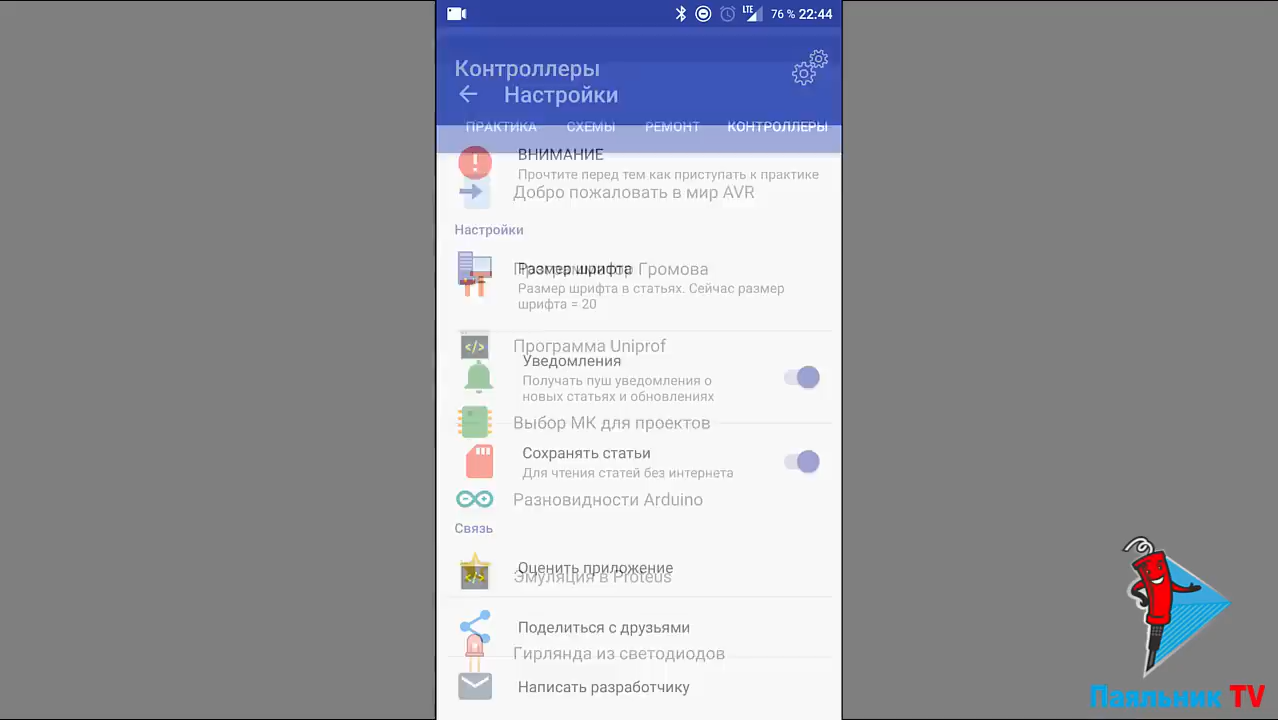 LTE 76 % 22:44
Контроллеры
Настройки
ПРАКТИКА СХЕМЫ РЕМОНТ КОНТРОЛЛЕРЫ
ВНИМАНИЕ
Прочтите перед тем как приступать к практике
Добро пожаловать в мир AVR
Настройки
Размер шрифта
Громова
Размер шрифта в статьях. Сейчас размер
шрифта = 20
Программа Uniprof
Уведомления
Получать пуш уведомления о
новых статьях и обновлениях
Выбор МК для проектов
Сохранять статьи
Для чтения статей без интернета
Разновидности Arduino
Связь
Оценить приложение
Эмуляция в Proteus
Поделиться с друзьями
Гирлянда из светодиодов
Написать разработчику
Паяльник TV